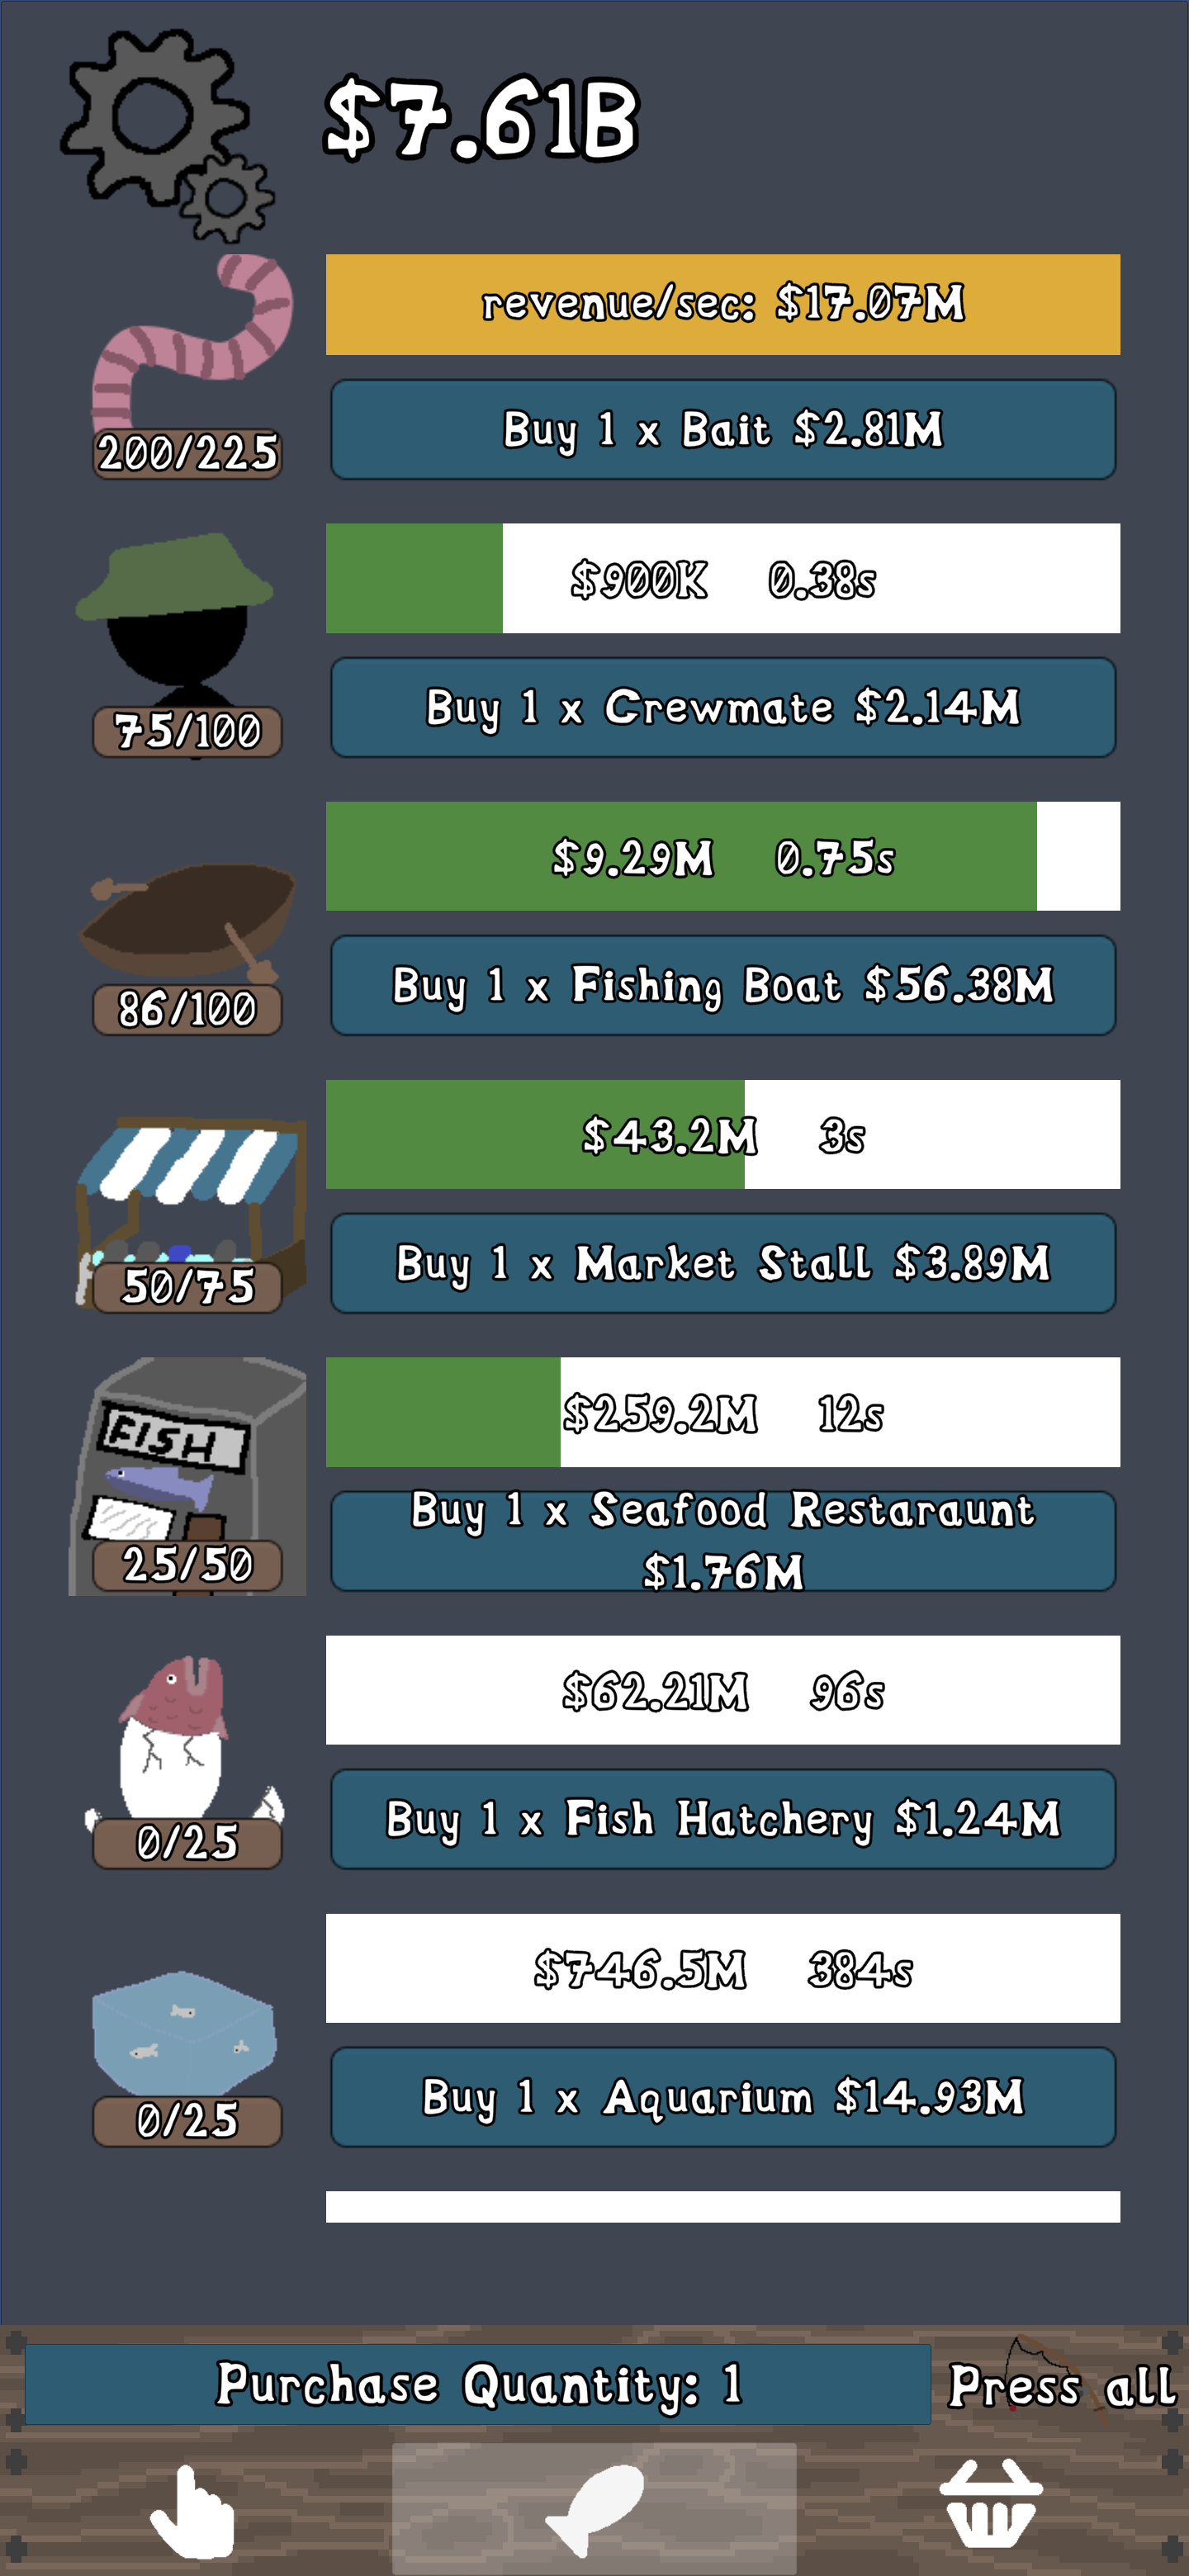 $7.61B
revenue/sec: $17.07M
Buy 1 x Bait $2.81M
200/225
$900K 0.38s
Buy 1 x Crewmate $2.14M
75/100
$9.29M 0.75s
Buy 1 x Fishing Boat $56.38M
86/100
$43.2M 3s
Buy 1 x Market Stall $3.89M
50/75
$259.2M 12s
FISH
Buy 1 x Seafood Restaraunt
$1.76M
25/50
$62.21M 96s
Buy 1 x Fish Hatchery $1.24M
0/25
$746.5M 384s
Buy 1 x Aquarium $14.93M
0/25
Purchase Quantity: 1
Press all